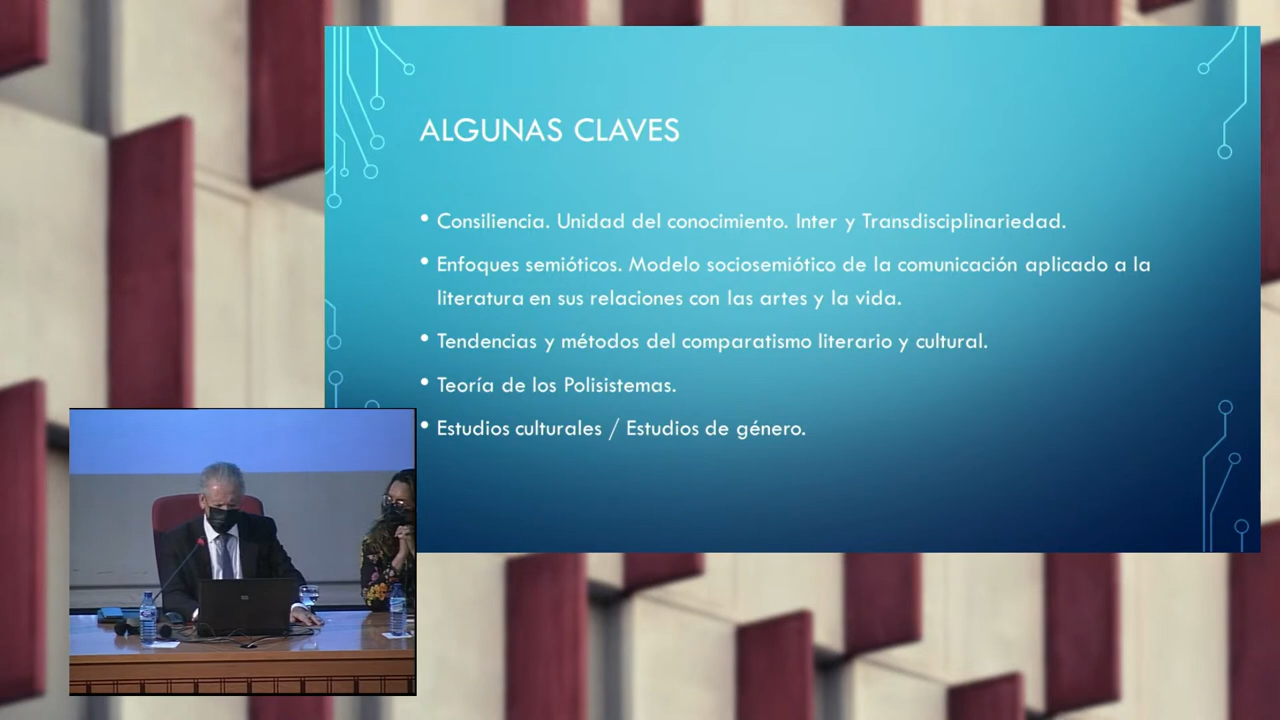 ALGUNAS CLAVES
• Consiliencia. Unidad del conocimiento. Inter y Transdisciplinariedad.
• Enfoques semióticos. Modelo sociosemiótico de la comunicación aplicado a la
literatura en sus relaciones con las artes y la vida.
• Tendencias y métodos del comparatismo literario y cultural.
• Teoría de los Polisistemas.
• Estudios culturales / Estudios de género.